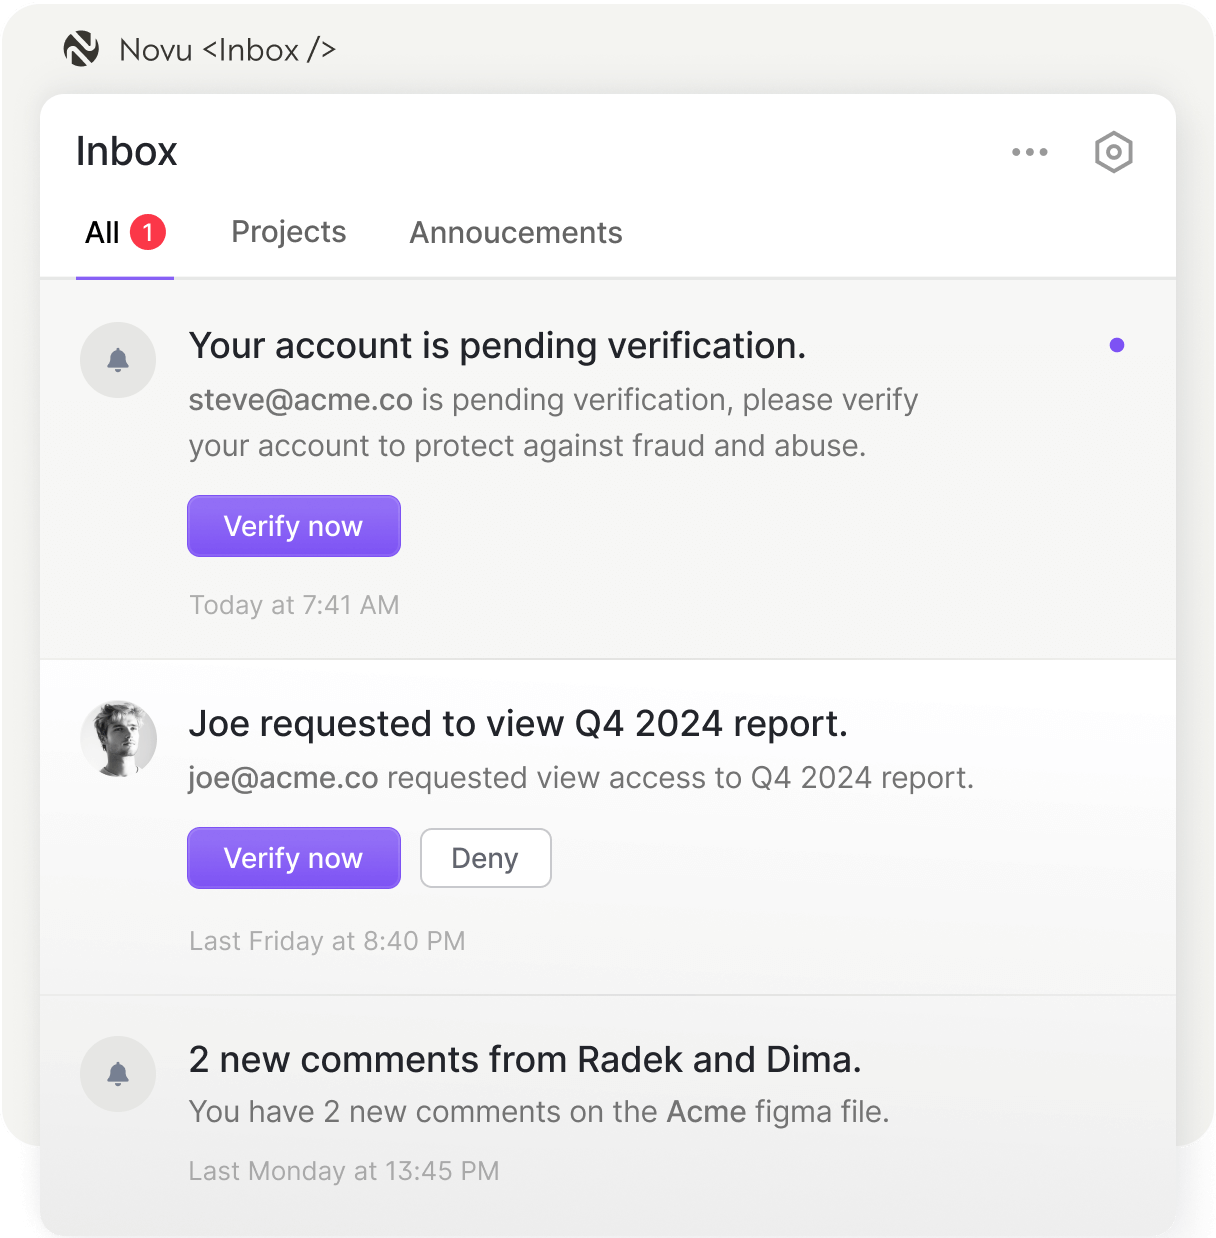 Novu <Inbox />
Inbox
All 1 Projects Annoucements
Your account is pending verification.
steve@acme.co is pending verification, please verify
your account to protect against fraud and abuse.
Verify now
Today at 7:41 AM
Joe requested to view Q4 2024 report.
joe@acme.co requested view access to Q4 2024 report.
Verify now Deny
Last Friday at 8:40 PM
2 new comments from Radek and Dima.
You have 2 new comments on the Acme figma file.
Last Monday at 13:45 PM